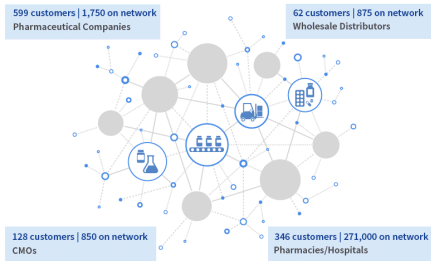 599 customers | 1,750 on network
Pharmaceutical Companies
62 customers | 875 on network
Wholesale Distributors
128 customers | 850 on network
CMOs
346 customers | 271,000 on network
Pharmacies/Hospitals